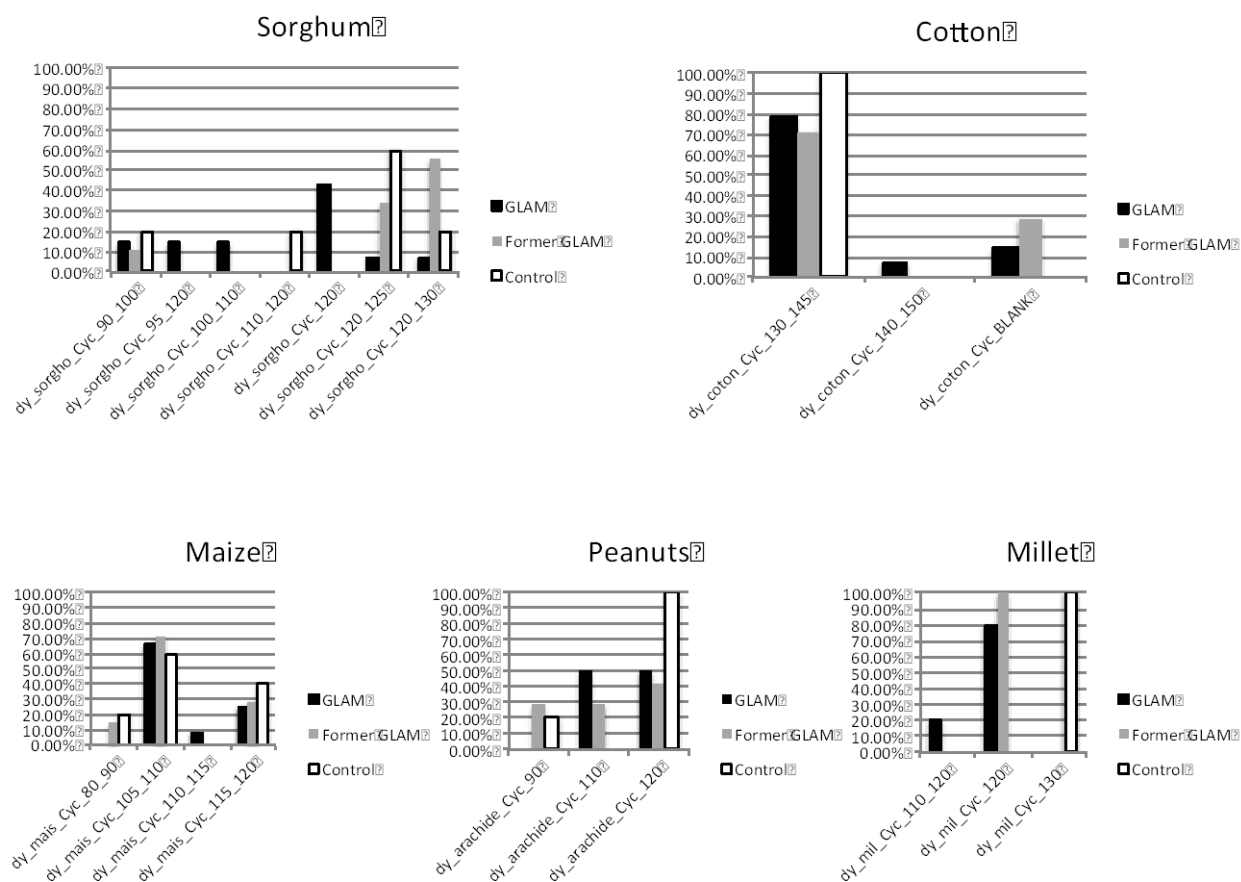 Sorghum⍰
100.00%⍰
90.00%⍰
80.00%⍰
70.00%⍰
60.00%⍰
50.00%⍰
40.00%⍰
30.00%⍰
20.00%⍰
10.00%⍰
0.00%⍰
dy_sorgho_Cyc_90_100⍰
dy_sorgho_Cyc_95_120⍰
dy_sorgho_Cyc_100_110⍰
dy_sorgho_Cyc_110_120⍰
dy_sorgho_Cyc_120⍰
dy_sorgho_Cyc_120_125⍰
dy_sorgho_Cyc_120_130⍰
GLAM⍰
Former⍰GLAM⍰
Control⍰
Cotton⍰
100.00%⍰
90.00%⍰
80.00%⍰
70.00%⍰
60.00%⍰
50.00%⍰
40.00%⍰
30.00%⍰
20.00%⍰
10.00%⍰
0.00%⍰
dy_coton_Cyc_130_145⍰
dy_coton_Cyc_140_150⍰
dy_coton_Cyc_BLANK⍰
GLAM⍰
Former⍰GLAM⍰
Control⍰
Maize⍰
100.00%⍰
90.00%⍰
80.00%⍰
70.00%⍰
60.00%⍰
50.00%⍰
40.00%⍰
30.00%⍰
20.00%⍰
10.00%⍰
0.00%⍰
dy_mais_Cyc_80_90⍰
dy_mais_Cyc_105_110⍰
dy_mais_Cyc_110_115⍰
dy_mais_Cyc_115_120⍰
GLAM⍰
Former⍰GLAM⍰
Control⍰
Peanuts⍰
100.00%⍰
90.00%⍰
80.00%⍰
70.00%⍰
60.00%⍰
50.00%⍰
40.00%⍰
30.00%⍰
20.00%⍰
10.00%⍰
0.00%⍰
dy_arachide_Cyc_90⍰
dy_arachide_Cyc_110⍰
dy_arachide_Cyc_120⍰
GLAM⍰
Former⍰GLAM⍰
Control⍰
Millet⍰
100.00%⍰
90.00%⍰
80.00%⍰
70.00%⍰
60.00%⍰
50.00%⍰
40.00%⍰
30.00%⍰
20.00%⍰
10.00%⍰
0.00%⍰
dy_mil_Cyc_110_120⍰
dy_mil_Cyc_120⍰
dy_mil_Cyc_130⍰
GLAM⍰
Former⍰GLAM⍰
Control⍰